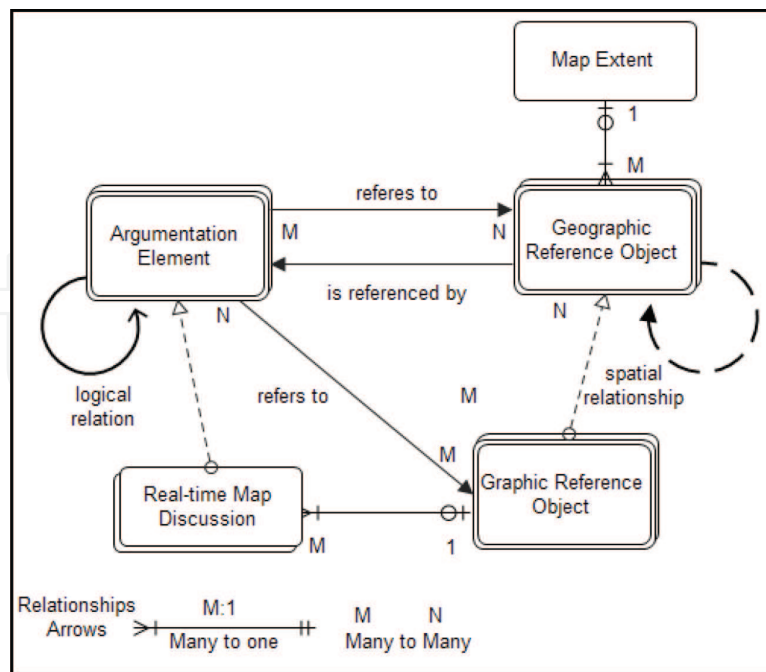 Map Extent
1
M
referes to
Argumentation
Element
M
N
Geographic
Reference Object
is referenced by
N
N
logical
relation
refers to
M
spatial
relationship
M
Real-time Map
Discussion
Graphic Reference
Object
M
1
Relationships
Arrows
M:1
Many to one
M N
Many to Many